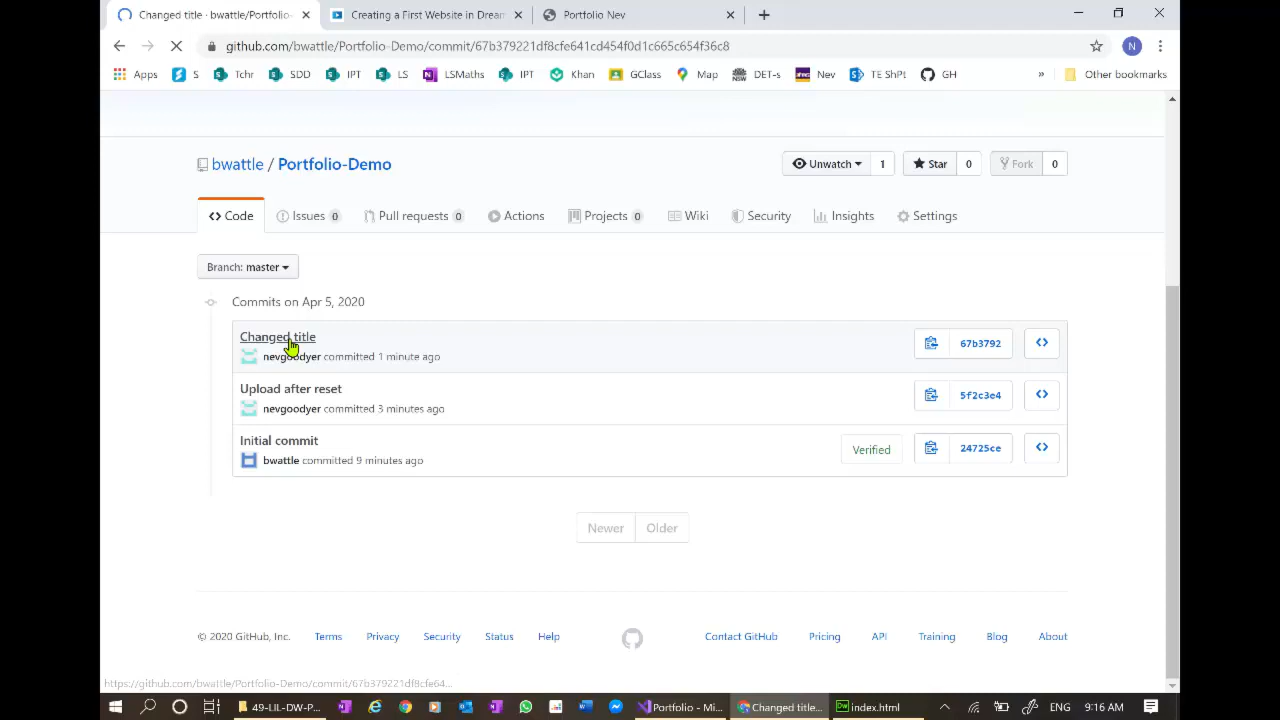 Changed title · bwattle/Portfolio- Creating a First Website in Dream Portfolio Nev
github.com/bwattle/Portfolio-Demo/commit/67b379221df8cfe641cd454f0d1c665c654f36c8 N
Apps S Tchr SDD IPT LS LSMaths IPT Khan GClass Map DET-s Nev TE ShPt GH » Other bookmarks
bwattle / Portfolio-Demo Unwatch 1 Star 0 Fork 0
Code Issues 0 Pull requests 0 Actions Projects 0 Wiki Security Insights Settings
Branch: master
Commits on Apr 5, 2020
Changed title
nevgoodyer committed 1 minute ago 67b3792
Upload after reset
nevgoodyer committed 3 minutes ago 5f2c3e4
Initial commit
bwattle committed 9 minutes ago Verified 24725ce
Newer Older
© 2020 GitHub, Inc. Terms Privacy Security Status Help Contact GitHub Pricing API Training Blog About
https://github.com/bwattle/Portfolio-Demo/commit/67b379221df8cfe64...
49-LIL-DW-P... Portfolio - Mi... Changed title... Dw index.html ENG 9:16 AM